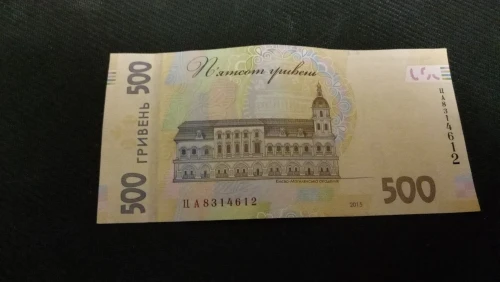 500 ГРИВЕНЬ 500
П'ятсот гривень
ЦА8314612
ЦА8314612
2015
500